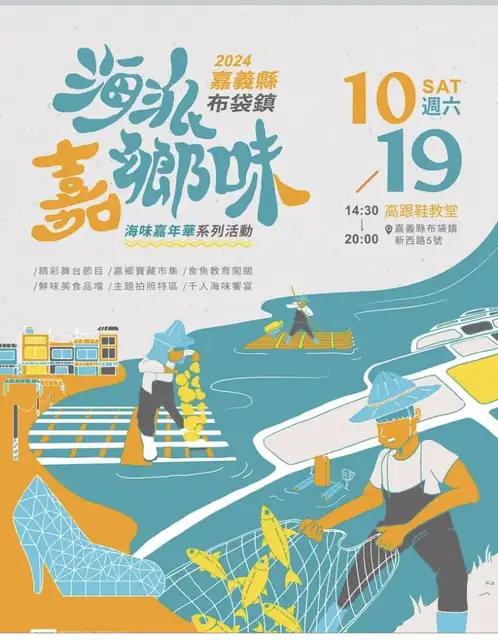 2024
嘉義縣
布袋鎮
海派
嘉鄉味
海味嘉年華系列活動
/精彩舞台節目 /嘉鄉寶藏市集 /食魚教育闖關
/鮮味美食品嚐 /主題拍照特區 /千人海味饗宴
10/19
SAT
週六
14:30
|
20:00
高跟鞋教堂
嘉義縣布袋鎮
新西路5號